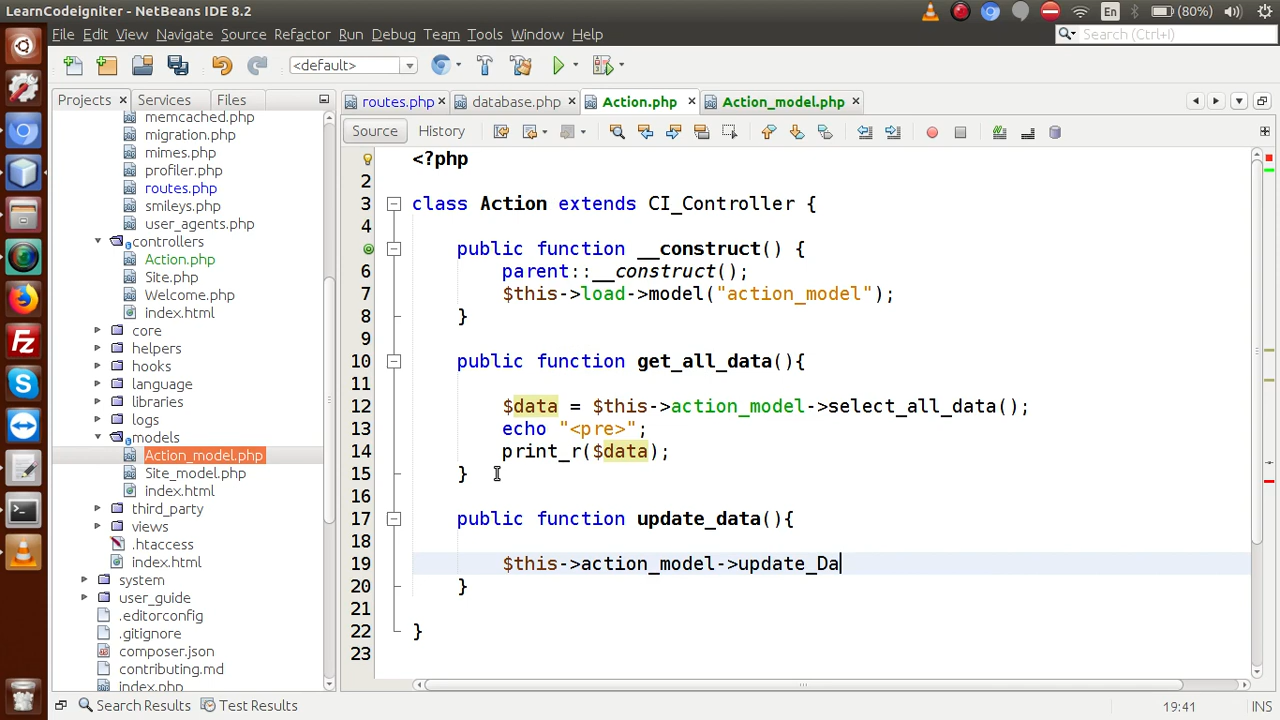 LearnCodeigniter - NetBeans IDE 8.2
En
(80%)
File Edit View Navigate Source Refactor Run Debug Team Tools Window Help
Search (Ctrl+I)
<default>
Projects Services Files
routes.php database.php Action.php Action_model.php
Source History
memcached.php
migration.php
mimes.php
profiler.php
routes.php
smileys.php
user_agents.php
controllers
Action.php
Site.php
Welcome.php
index.html
core
helpers
hooks
language
libraries
logs
models
Action_model.php
Site_model.php
index.html
third_party
views
.htaccess
index.html
system
user_guide
.editorconfig
.gitignore
composer.json
contributing.md
index.php
<?php
2
3 class Action extends CI_Controller {
4
public function __construct() {
6 parent::__construct();
7 $this->load->model("action_model");
8 }
9
10 public function get_all_data(){
11
12 $data = $this->action_model->select_all_data();
13 echo "<pre>";
14 print_r($data);
15 }
16
17 public function update_data(){
18
19 $this->action_model->update_Da
20 }
21
22 }
23
Search Results Test Results
19:41 INS